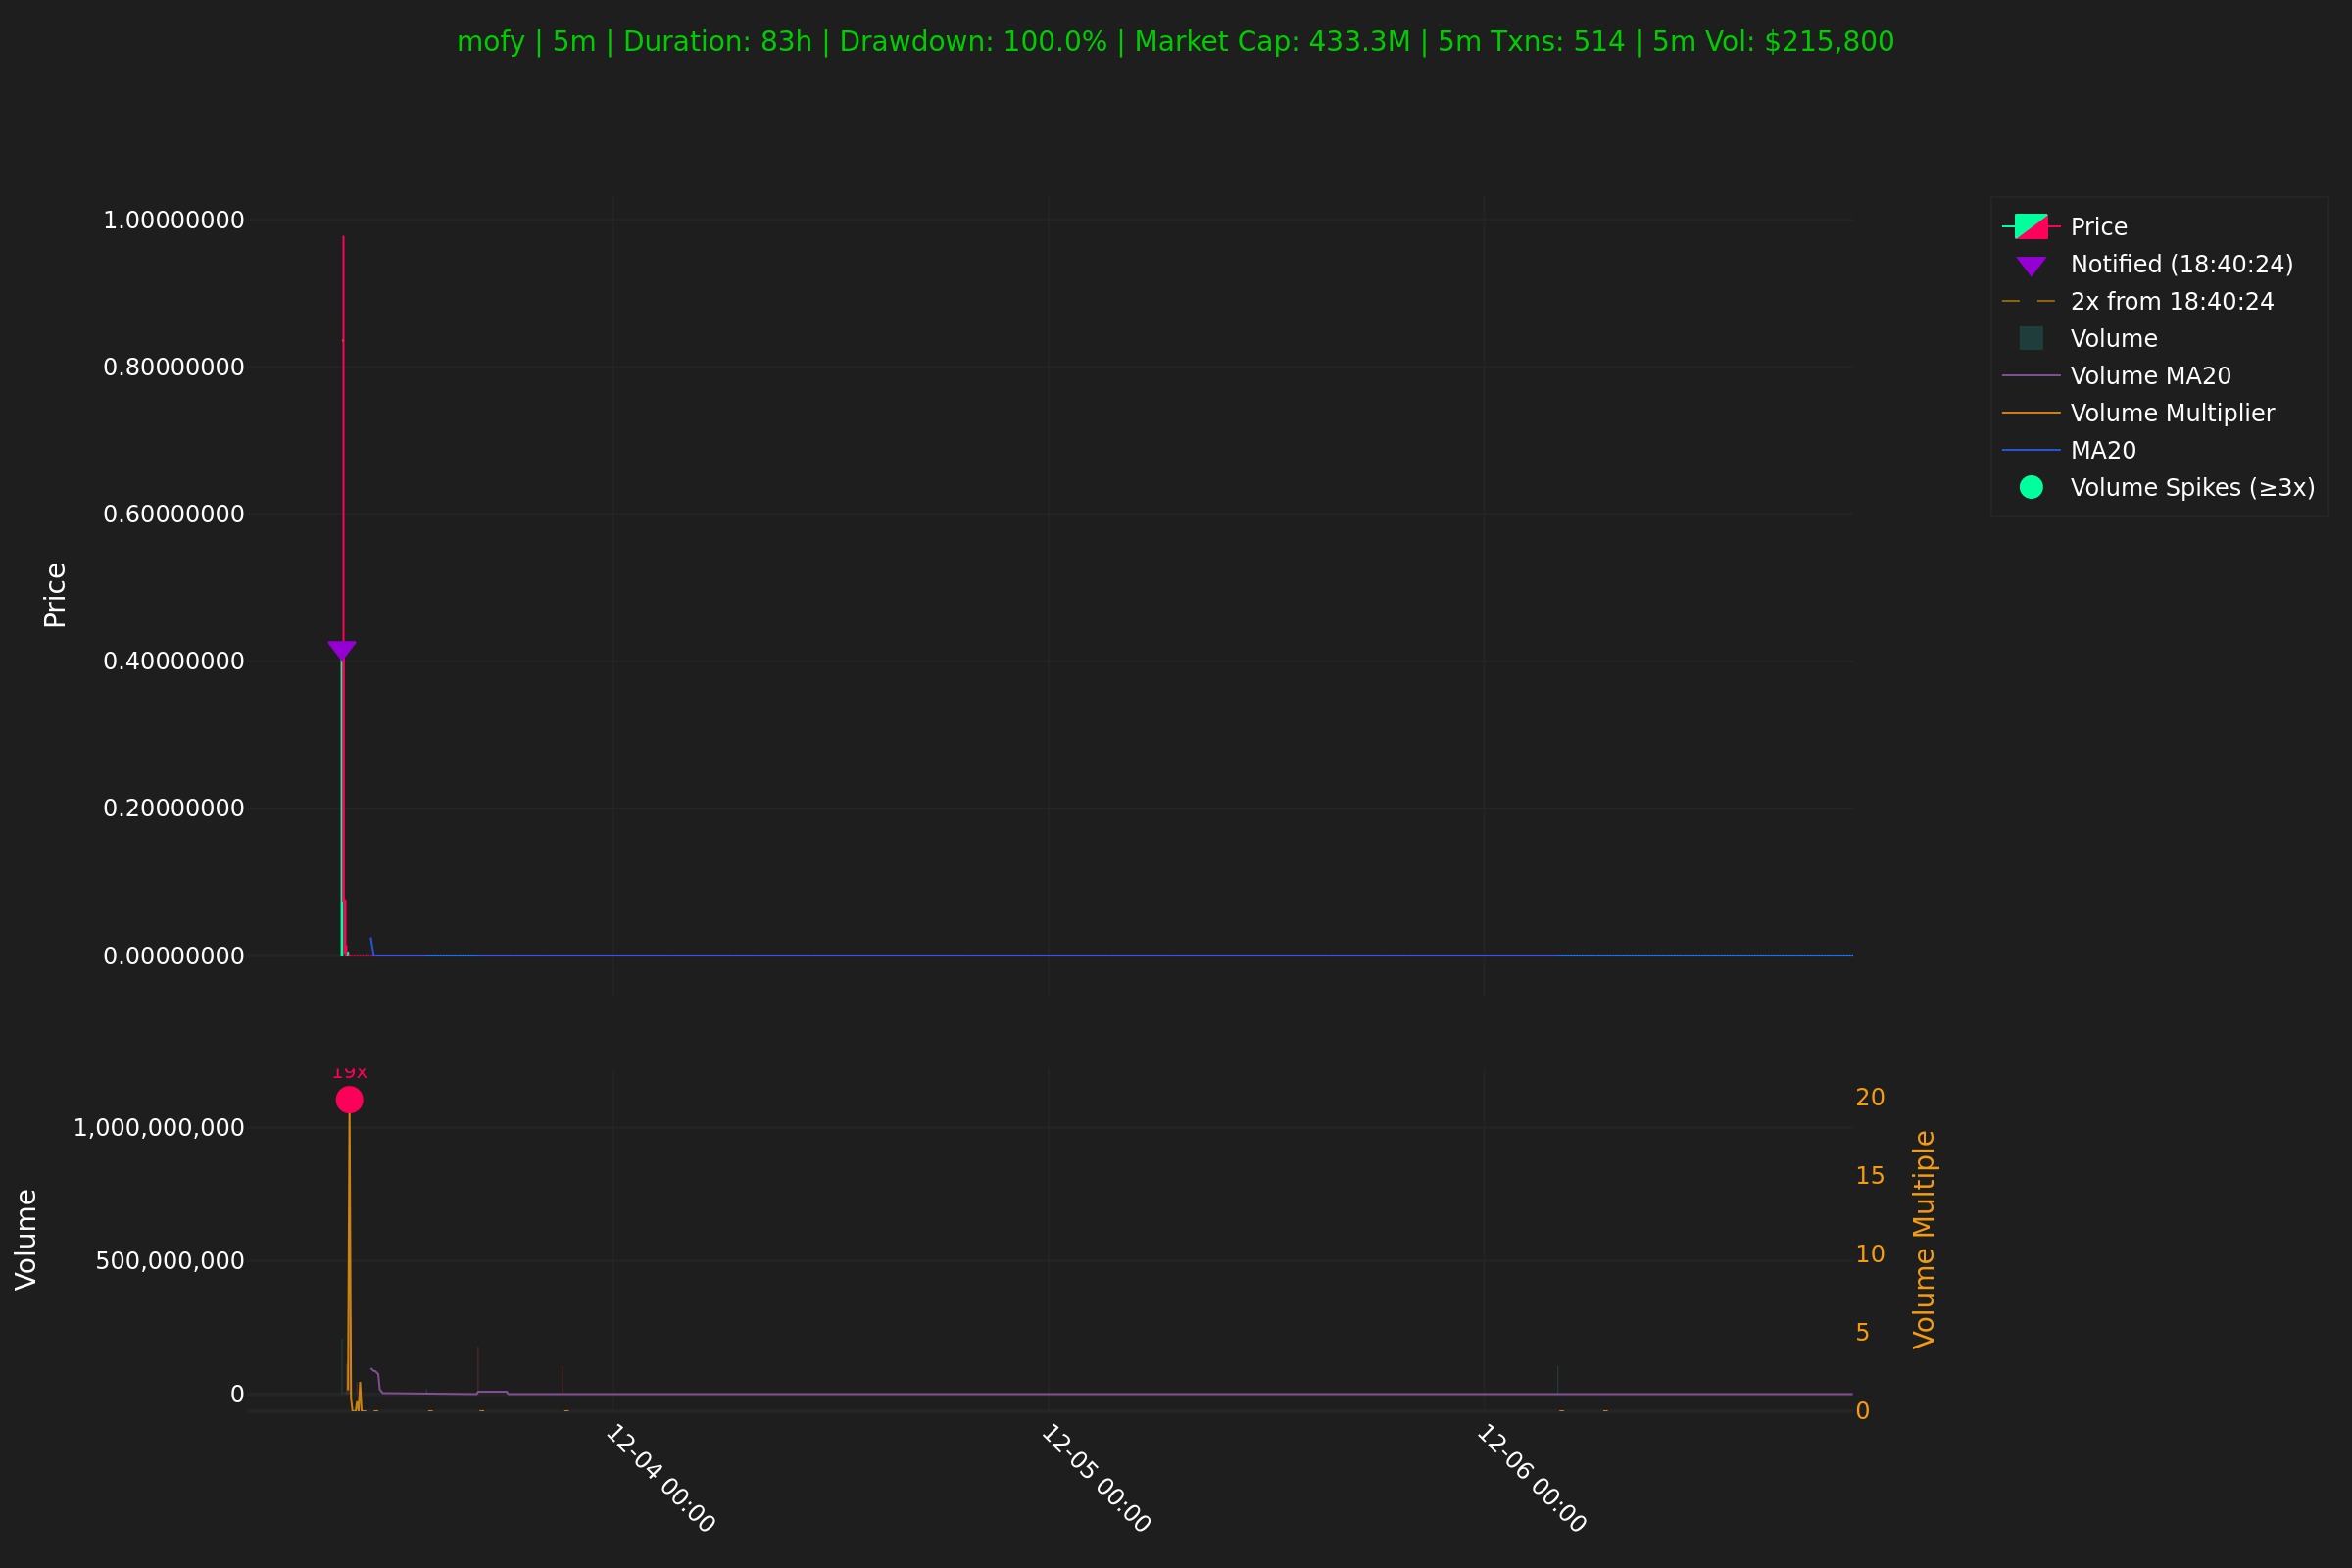 mofy | 5m | Duration: 83h | Drawdown: 100.0% | Market Cap: 433.3M | 5m Txns: 514 | 5m Vol: $215,800
1.00000000
0.80000000
0.60000000
0.40000000
0.20000000
0.00000000
Price
Price
Notified (18:40:24)
2x from 18:40:24
Volume
Volume MA20
Volume Multiplier
MA20
Volume Spikes (≥3x)
19x
1,000,000,000
500,000,000
0
Volume
20
15
10
5
0
Volume Multiple
12-04 00:00
12-05 00:00
12-06 00:00